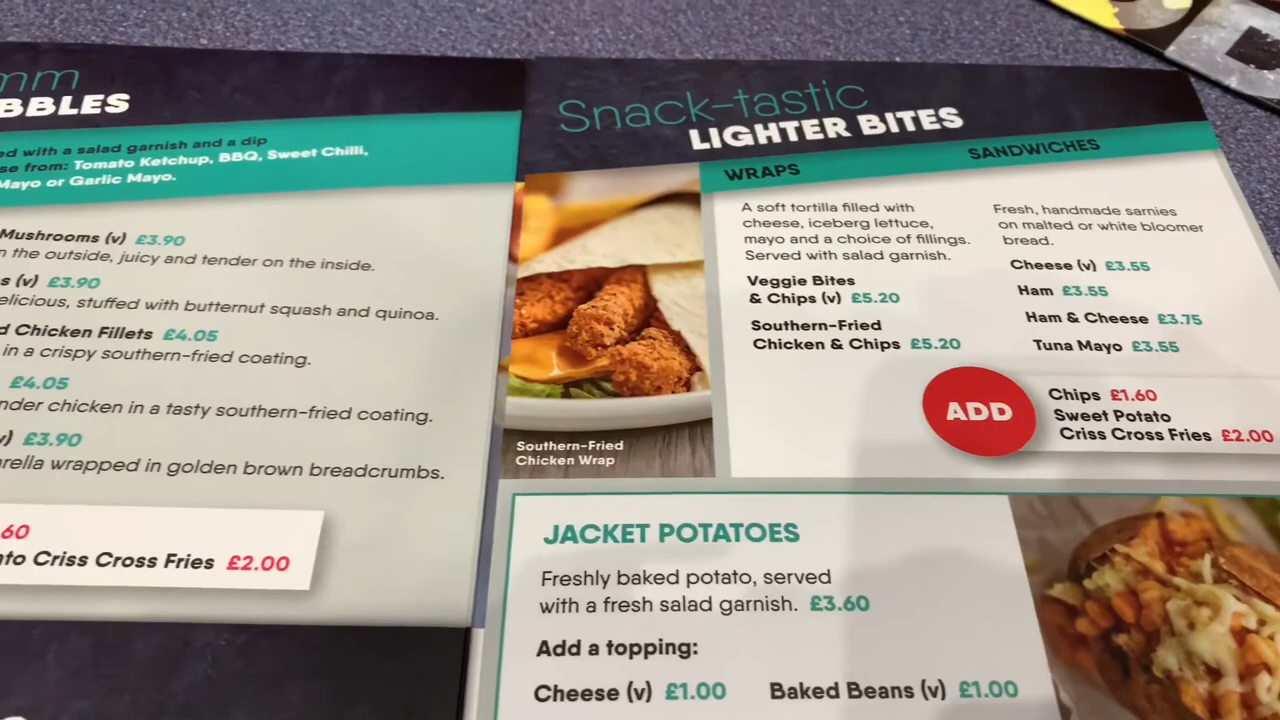 mm
BBLES
ed with a salad garnish and a dip
se from: Tomato Ketchup, BBQ, Sweet Chilli,
Mayo or Garlic Mayo.
Mushrooms (v) £3.90
n the outside, juicy and tender on the inside.
s (v) £3.90
elicious, stuffed with butternut squash and quinoa.
d Chicken Fillets £4.05
in a crispy southern-fried coating.
£4.05
nder chicken in a tasty southern-fried coating.
v) £3.90
arella wrapped in golden brown breadcrumbs.
.60
to Criss Cross Fries £2.00
Snack-tastic
LIGHTER BITES
WRAPS
A soft tortilla filled with
cheese, iceberg lettuce,
mayo and a choice of fillings.
Served with salad garnish.
Veggie Bites
& Chips (v) £5.20
Southern-Fried
Chicken & Chips £5.20
SANDWICHES
Fresh, handmade sarnies
on malted or white bloomer
bread.
Cheese (v) £3.55
Ham £3.55
Ham & Cheese £3.75
Tuna Mayo £3.55
ADD
Chips £1.60
Sweet Potato
Criss Cross Fries £2.00
Southern-Fried
Chicken Wrap
JACKET POTATOES
Freshly baked potato, served
with a fresh salad garnish. £3.60
Add a topping:
Cheese (v) £1.00 Baked Beans (v) £1.00